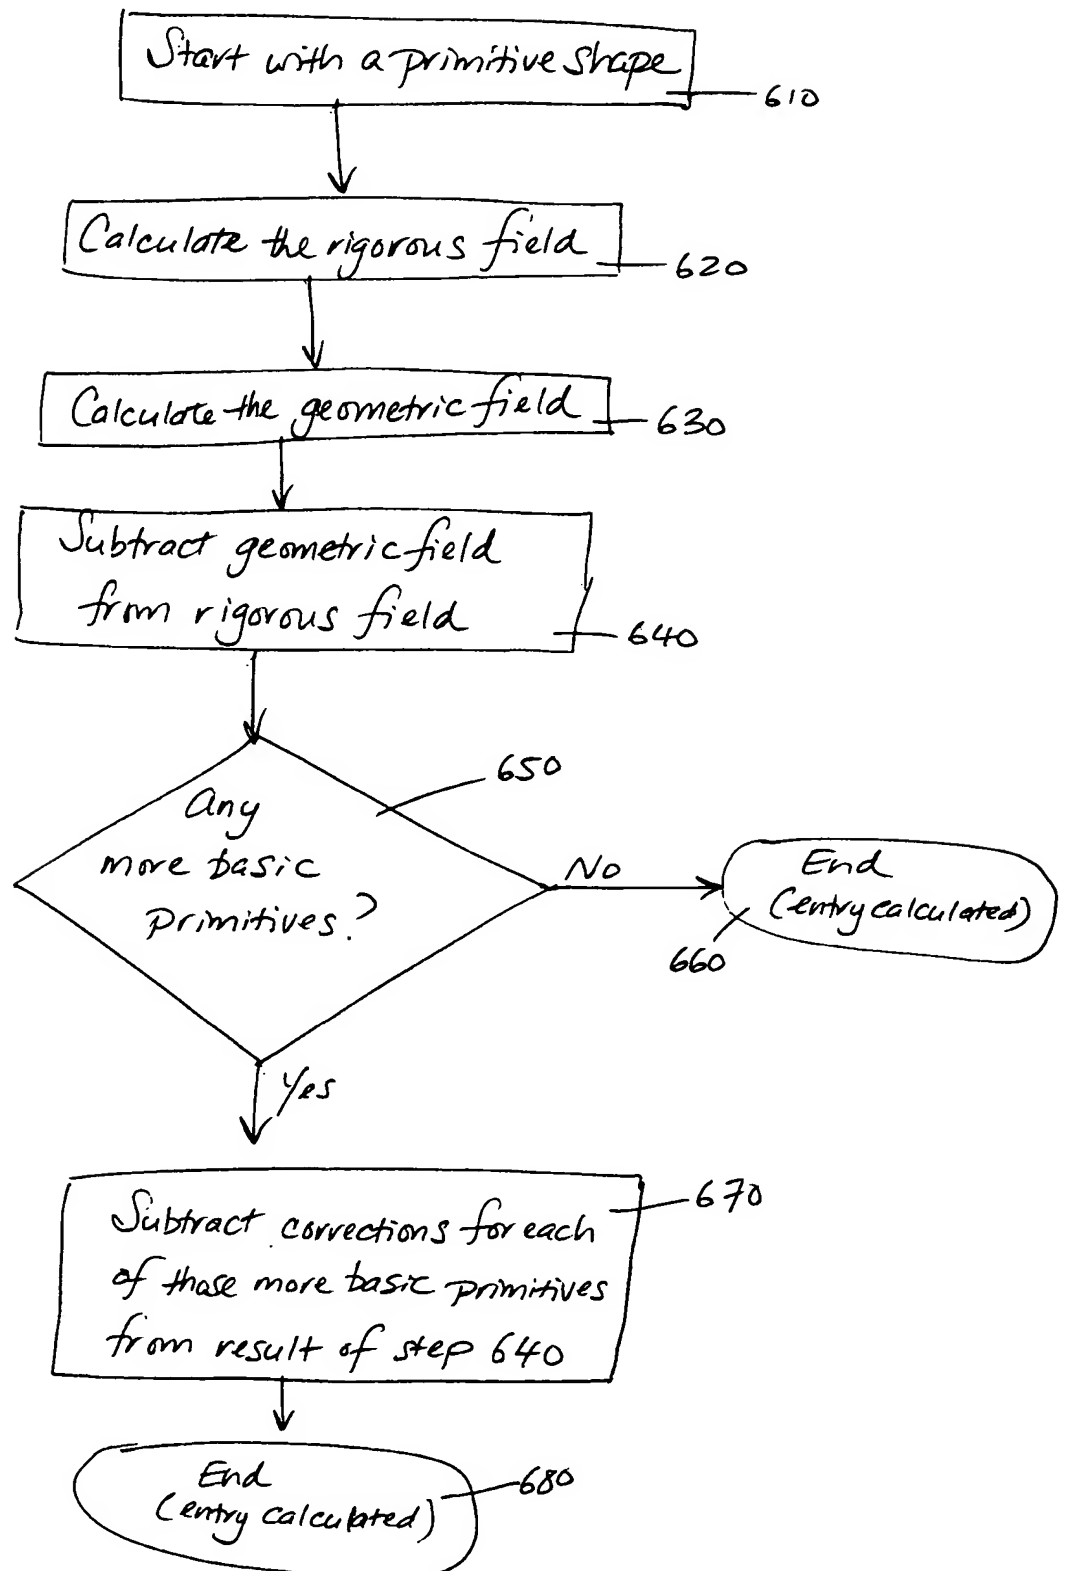 Start with a primitive shape
610
Calculate the rigorous field
620
Calculate the geometric field
630
Subtract geometric field
from rigorous field
640
650
Any
more basic
primitives?
No
End
(entry calculated)
660
Yes
670
Subtract corrections for each
of those more basic primitives
from result of step 640
End
(entry calculated)
680